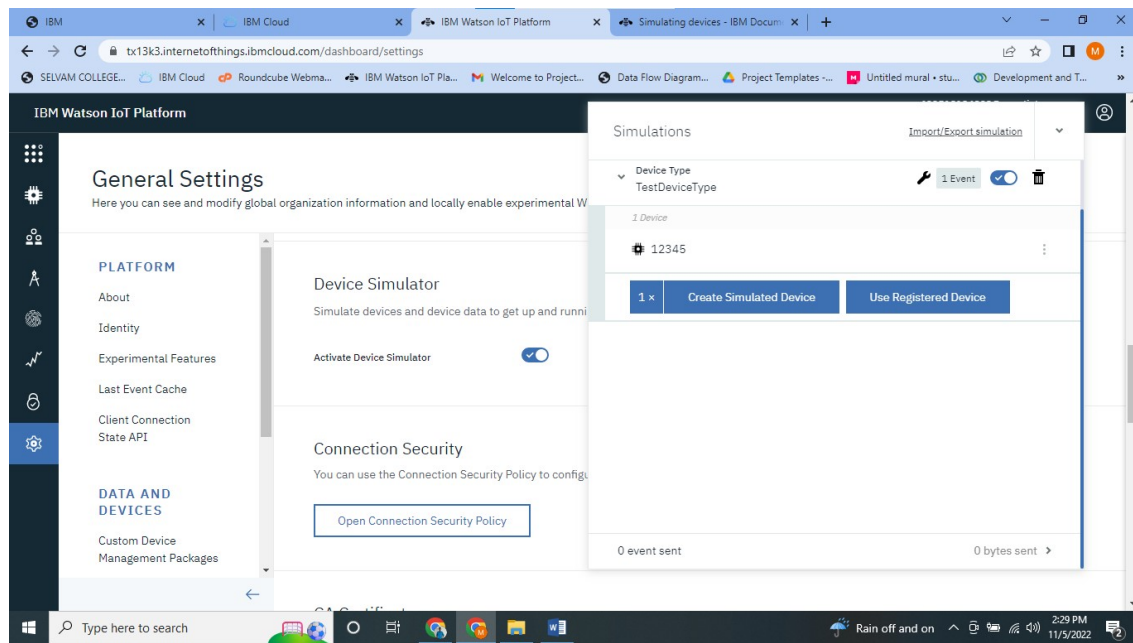 IBM
IBM Cloud
IBM Watson IoT Platform
Simulating devices - IBM Docum
tx13k3.internetofthings.ibmcloud.com/dashboard/settings
M
SELVAM COLLEGE...
IBM Cloud
Roundcube Webma...
IBM Watson IoT Pla...
Welcome to Project...
Data Flow Diagram...
Project Templates -...
Untitled mural • stu...
Development and T...
»
IBM Watson IoT Platform
General Settings
Here you can see and modify global organization information and locally enable experimental W
PLATFORM
About
Identity
Experimental Features
Last Event Cache
Client Connection
State API
DATA AND
DEVICES
Custom Device
Management Packages
Device Simulator
Simulate devices and device data to get up and runni
Activate Device Simulator
Connection Security
You can use the Connection Security Policy to configu
Open Connection Security Policy
Simulations
Import/Export simulation
Device Type
TestDeviceType
1 Event
1 Device
12345
1 ×
Create Simulated Device
Use Registered Device
0 event sent
0 bytes sent
Type here to search
Rain off and on
2:29 PM
11/5/2022
2